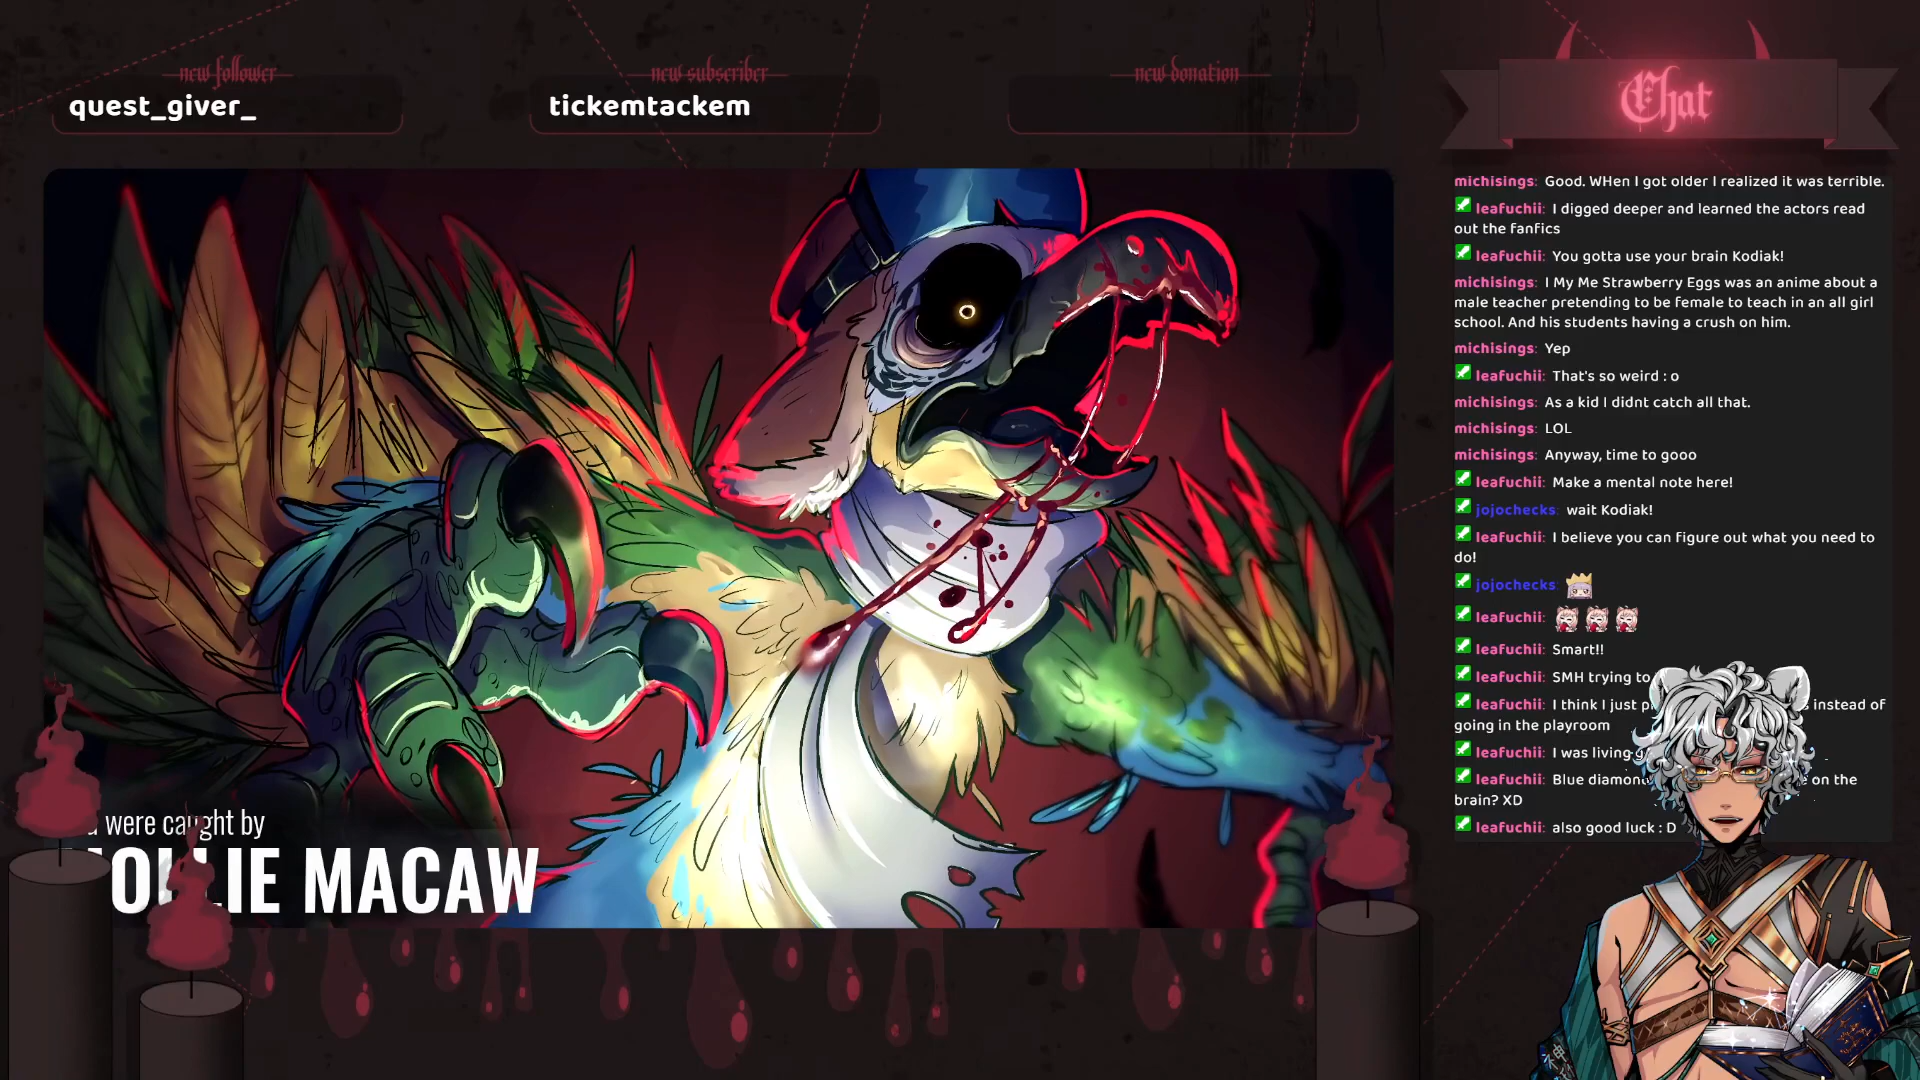 new follower
quest_giver_
new subscriber
tickemtackem
new donation
Chat
michisings: Good. WHen I got older I realized it was terrible.
leafuchii: I digged deeper and learned the actors read
out the fanfics
leafuchii: You gotta use your brain Kodiak!
michisings: I My Me Strawberry Eggs was an anime about a
male teacher pretending to be female to teach in an all girl
school. And his students having a crush on him.
michisings: Yep
leafuchii: That's so weird : o
michisings: As a kid I didnt catch all that.
michisings: LOL
michisings: Anyway, time to gooo
leafuchii: Make a mental note here!
jojochecks: wait Kodiak!
leafuchii: I believe you can figure out what you need to
do!
jojochecks:
leafuchii:
leafuchii: Smart!!
leafuchii: SMH trying to
leafuchii: I think I just instead of
going in the playroom
leafuchii: I was living
leafuchii: Blue on the
brain? XD
leafuchii: also good luck : D
were caught by
MACAW